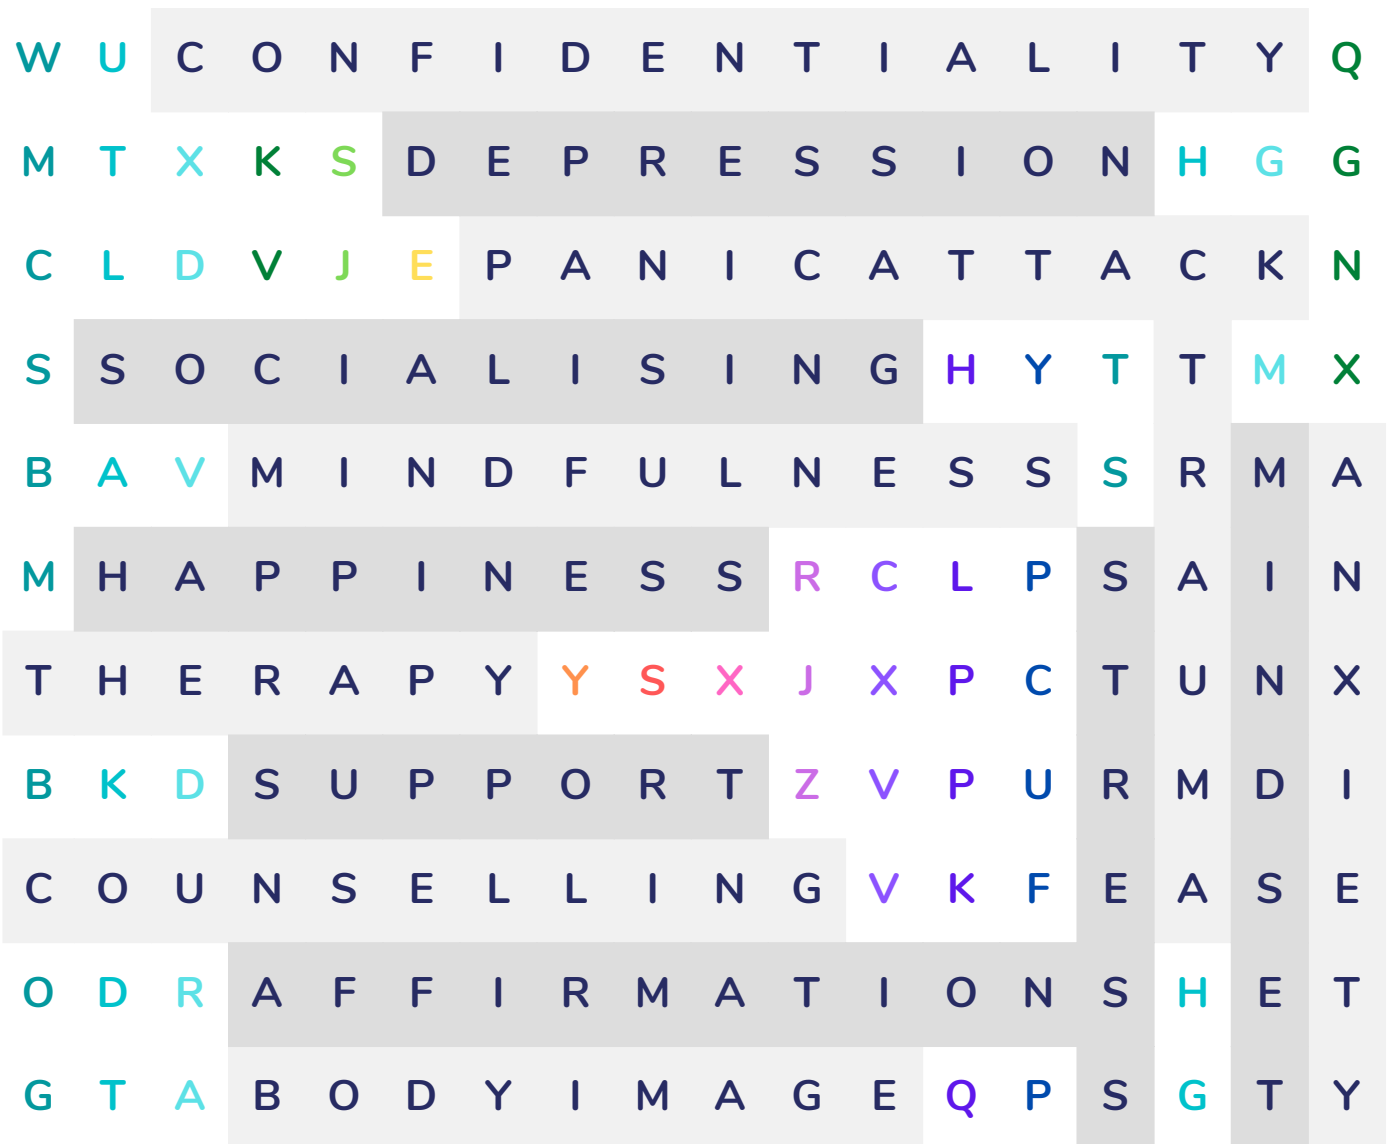 W U C O N F I D E N T I A L I T Y Q
M T X K S D E P R E S S I O N H G G
C L D V J E P A N I C A T T A C K N
S S O C I A L I S I N G H Y T T M X
B A V M I N D F U L N E S S S R M A
M H A P P I N E S S R C L P S A I N
T H E R A P Y Y S X J X P C T U N X
B K D S U P P O R T Z V P U R M D I
C O U N S E L L I N G V K F E A S E
O D R A F F I R M A T I O N S H E T
G T A B O D Y I M A G E Q P S G T Y